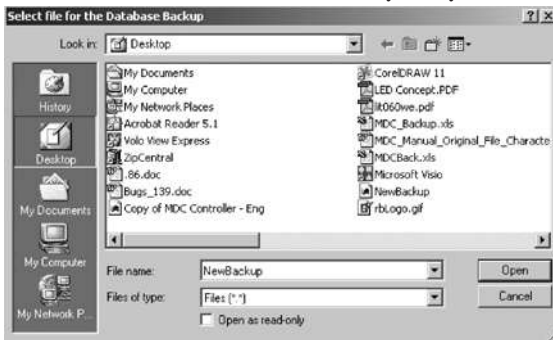 Select file for the Database Backup
Look in:
Desktop
History
Desktop
My Documents
My Computer
My Network P...
My Documents
My Computer
My Network Places
Acrobat Reader 5.1
Volo View Express
ZipCentral
.86.doc
Bugs_139.doc
Copy of MDC Controller - Eng
CorelDRAW 11
LED Concept.PDF
lt060we.pdf
MDC_Backup.xls
MDC_Manual_Original_File_Characte
MDCBack.xls
Microsoft Visio
NewBackup
rbLogo.gif
File name:
NewBackup
Open
Files of type:
Files (*.*)
Cancel
Open as read-only